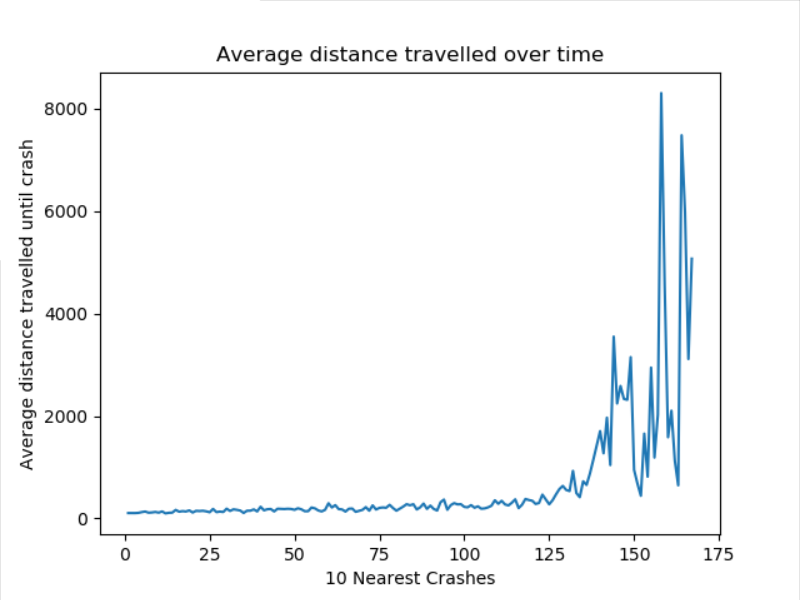 Average distance travelled over time
Average distance travelled until crash
8000
6000
4000
2000
0
0 25 50 75 100 125 150 175
10 Nearest Crashes